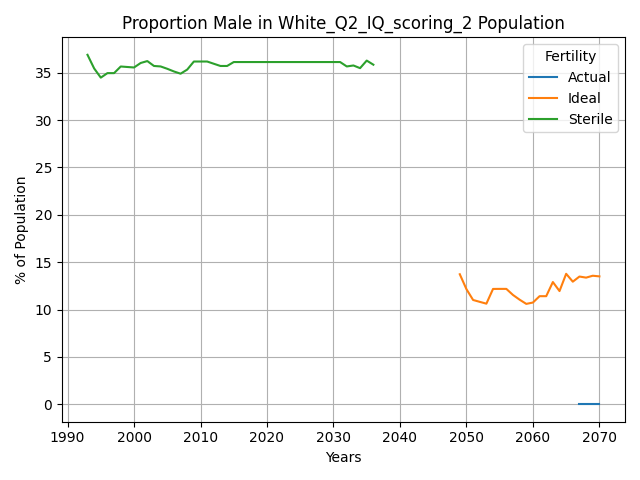 Proportion Male in White_Q2_IQ_scoring_2 Population
Fertility
Actual
Ideal
Sterile
% of Population
35
30
25
20
15
10
5
0
1990 2000 2010 2020 2030 2040 2050 2060 2070
Years